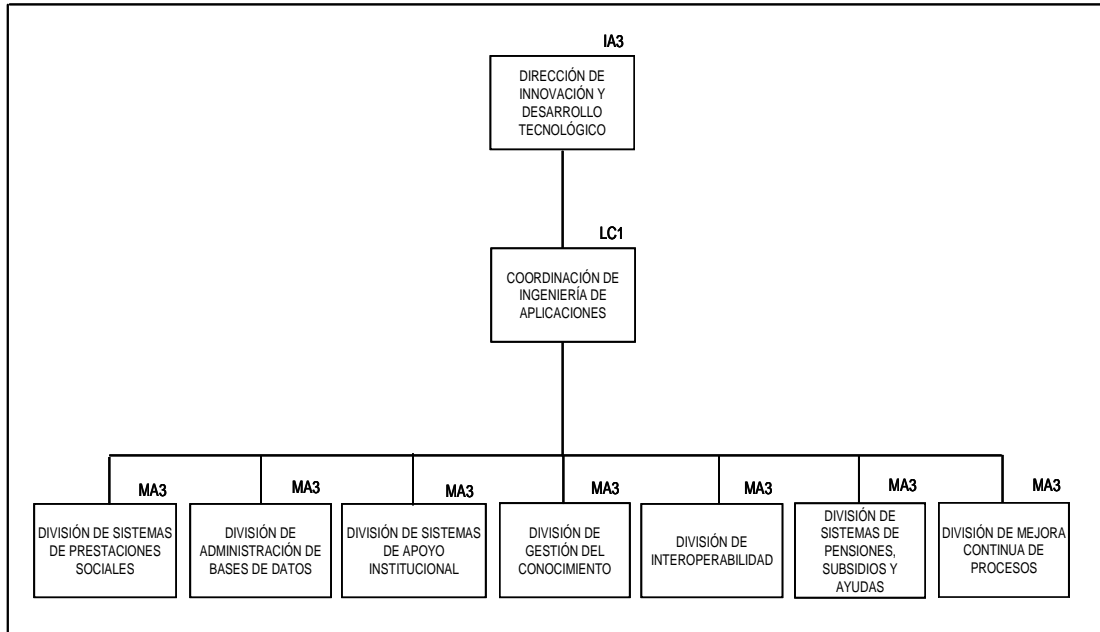 IA3
DIRECCIÓN DE
INNOVACIÓN Y
DESARROLLO
TECNOLÓGICO
LC1
COORDINACIÓN DE
INGENIERÍA DE
APLICACIONES
MA3
DIVISIÓN DE SISTEMAS
DE PRESTACIONES
SOCIALES
MA3
DIVISIÓN DE
ADMINISTRACIÓN DE
BASES DE DATOS
MA3
DIVISIÓN DE SISTEMAS
DE APOYO
INSTITUCIONAL
MA3
DIVISIÓN DE
GESTIÓN DEL
CONOCIMIENTO
MA3
DIVISIÓN DE
INTEROPERABILIDAD
MA3
DIVISIÓN DE
SISTEMAS DE
PENSIONES,
SUBSIDIOS Y
AYUDAS
MA3
DIVISIÓN DE MEJORA
CONTINUA DE
PROCESOS